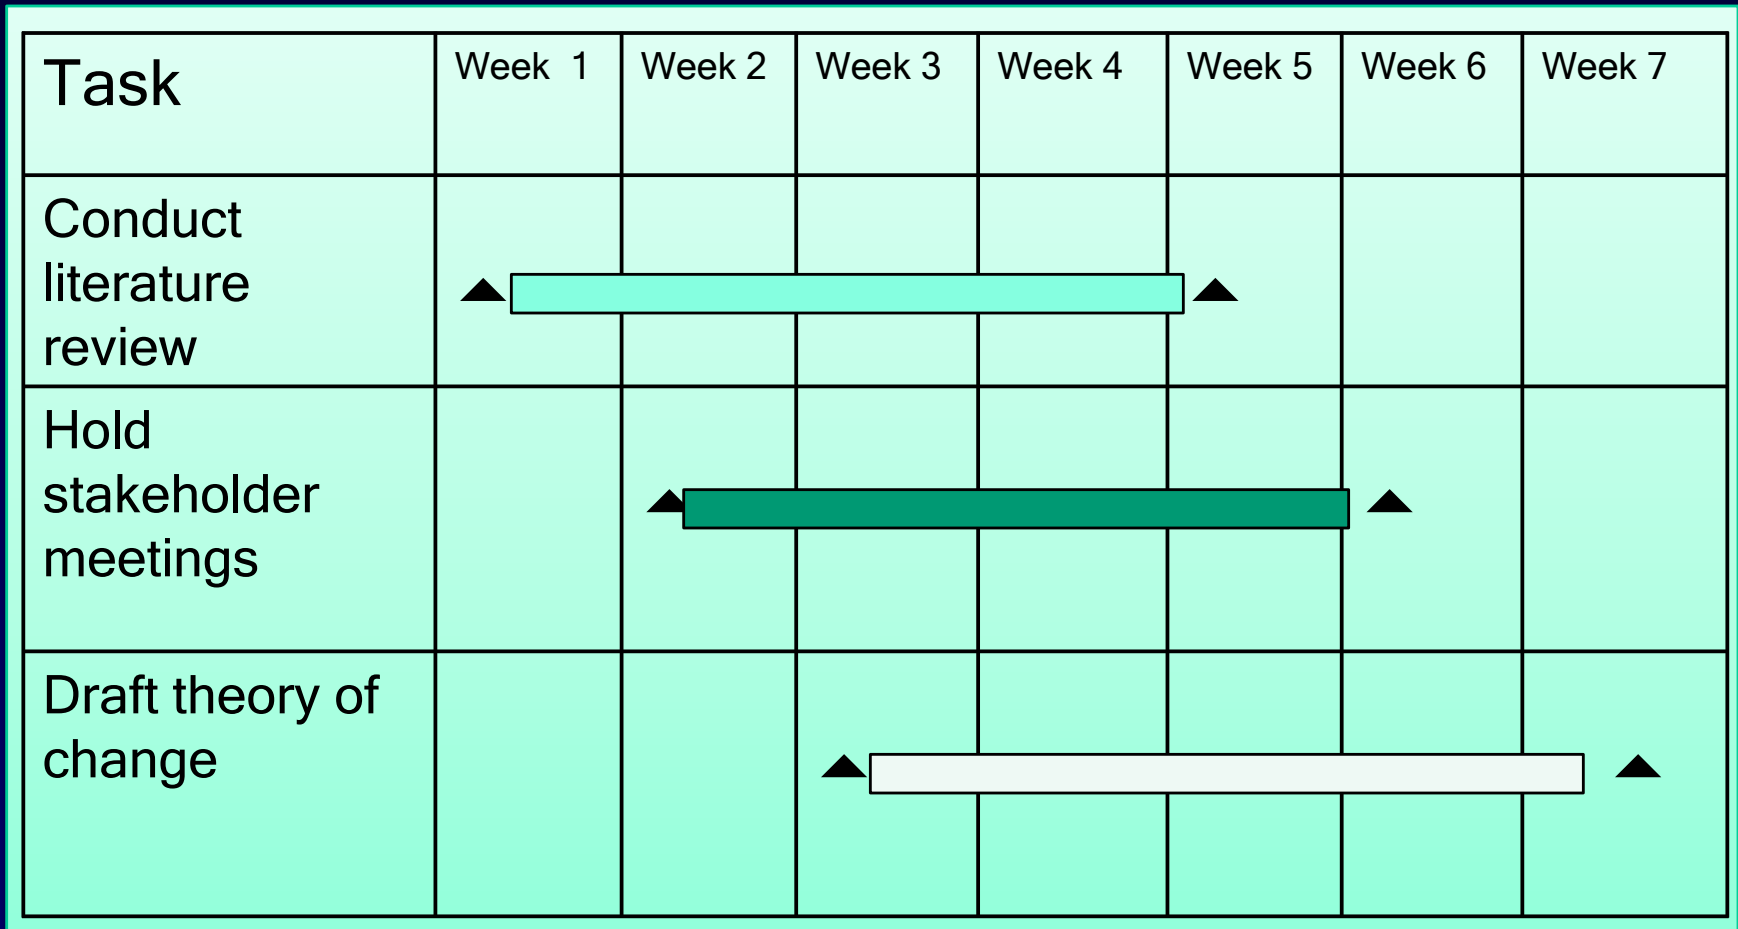 Task
Week  1
Week 2
Week 3
Week 4
Week 5
Week 6
Week 7
Conduct
literature
review
Hold
stakeholder
meetings
Draft theory of
change